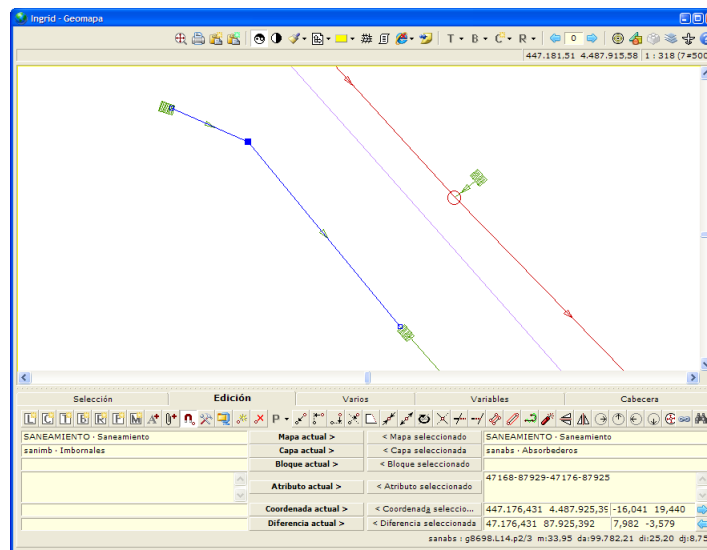 Ingrid - Geomapa
T - B - C - R - 0
447.181.51 4.487.915.58 1 : 318 (7#500
Selección Edición Varios Variables Cabecera
P
SANEAMIENTO · Saneamiento Mapa actual > < Mapa seleccionado SANEAMIENTO · Saneamiento
sanimb · Imbornales Capa actual > < Capa seleccionada sanabs · Absorbederos
Bloque actual > < Bloque seleccionado
Atributo actual > < Atributo seleccionado 47168-87929-47176-87925
Coordenada actual > < Coordenada seleccio... 447.176,431 4.487.925,39 -16,041 19,440
Diferencia actual > < Diferencia seleccionada 47.176,431 87.925,392 7,982 -3,579
sanabs : g8698.L14.p2/3 m:33,95 da:99.782,21 di:25.20 dj:8.75